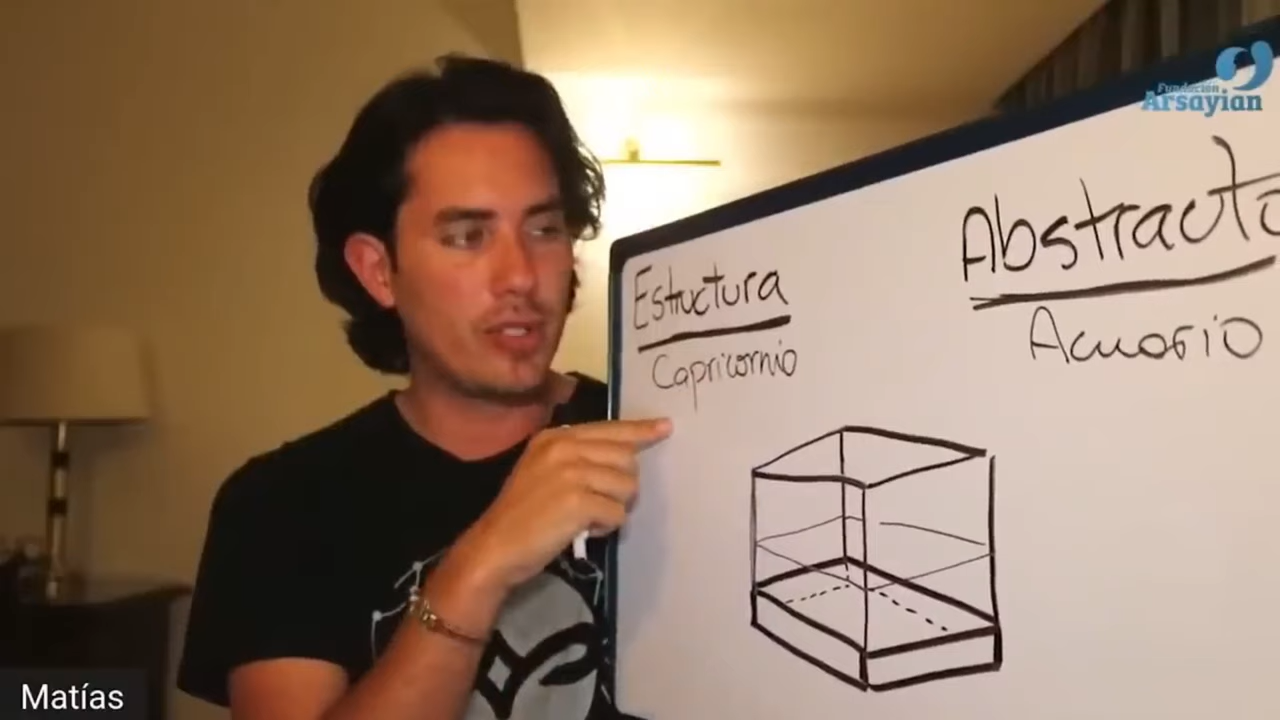 Fundación
Arsayian
Estructura
Capricornio
Abstracto
Acuario
Matías